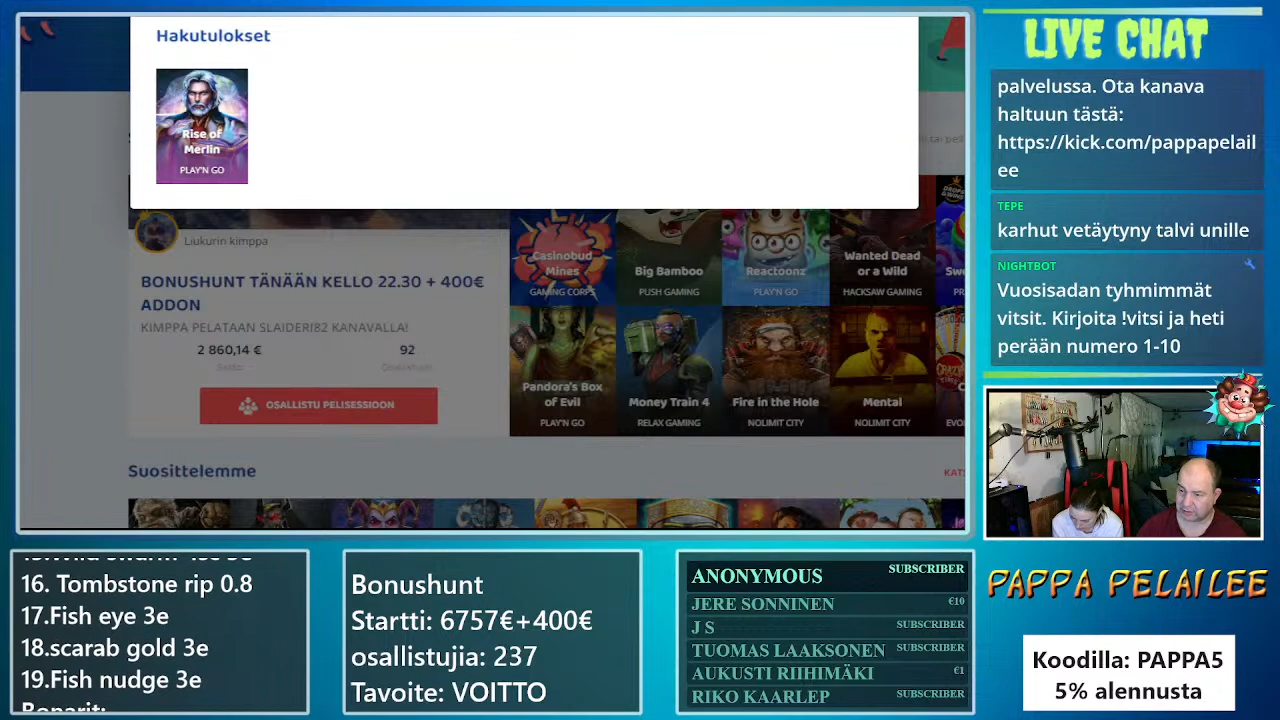 Hakutulokset
Rise of
Merlin
PLAY'N GO
Liukurin kimppa
BONUSHUNT TÄNÄÄN KELLO 22.30 + 400€
ADDON
KIMPPA PELATAAN SLAIDERI82 KANAVALLA!
2 860,14 €
92
OSALLISTU PELISESSIOON
Casinobud
Mines
GAMING CORPS
Big Bamboo
PUSH GAMING
Reactoonz
PLAY'N GO
Wanted Dead
or a Wild
HACKSAW GAMING
Pandora's Box
of Evil
PLAY'N GO
Money Train 4
RELAX GAMING
Fire in the Hole
NOLIMIT CITY
Mental
NOLIMIT CITY
Suosittelemme
LIVE CHAT
palvelussa. Ota kanava
haltuun tästä:
https://kick.com/pappapelail
ee
TEPE
karhut vetäytyny talvi unille
NIGHTBOT
Vuosisadan tyhmimmät
vitsit. Kirjoita !vitsi ja heti
perään numero 1-10
16. Tombstone rip 0.8
17.Fish eye 3e
18.scarab gold 3e
19.Fish nudge 3e
Bonushunt
Startti: 6757€+400€
osallistujia: 237
Tavoite: VOITTO
ANONYMOUS SUBSCRIBER
JERE SONNINEN €10
J S SUBSCRIBER
TUOMAS LAAKSONEN SUBSCRIBER
AUKUSTI RIIHIMÄKI €1
RIKO KAARLEP SUBSCRIBER
PAPPA PELAILEE
Koodilla: PAPPA5
5% alennusta